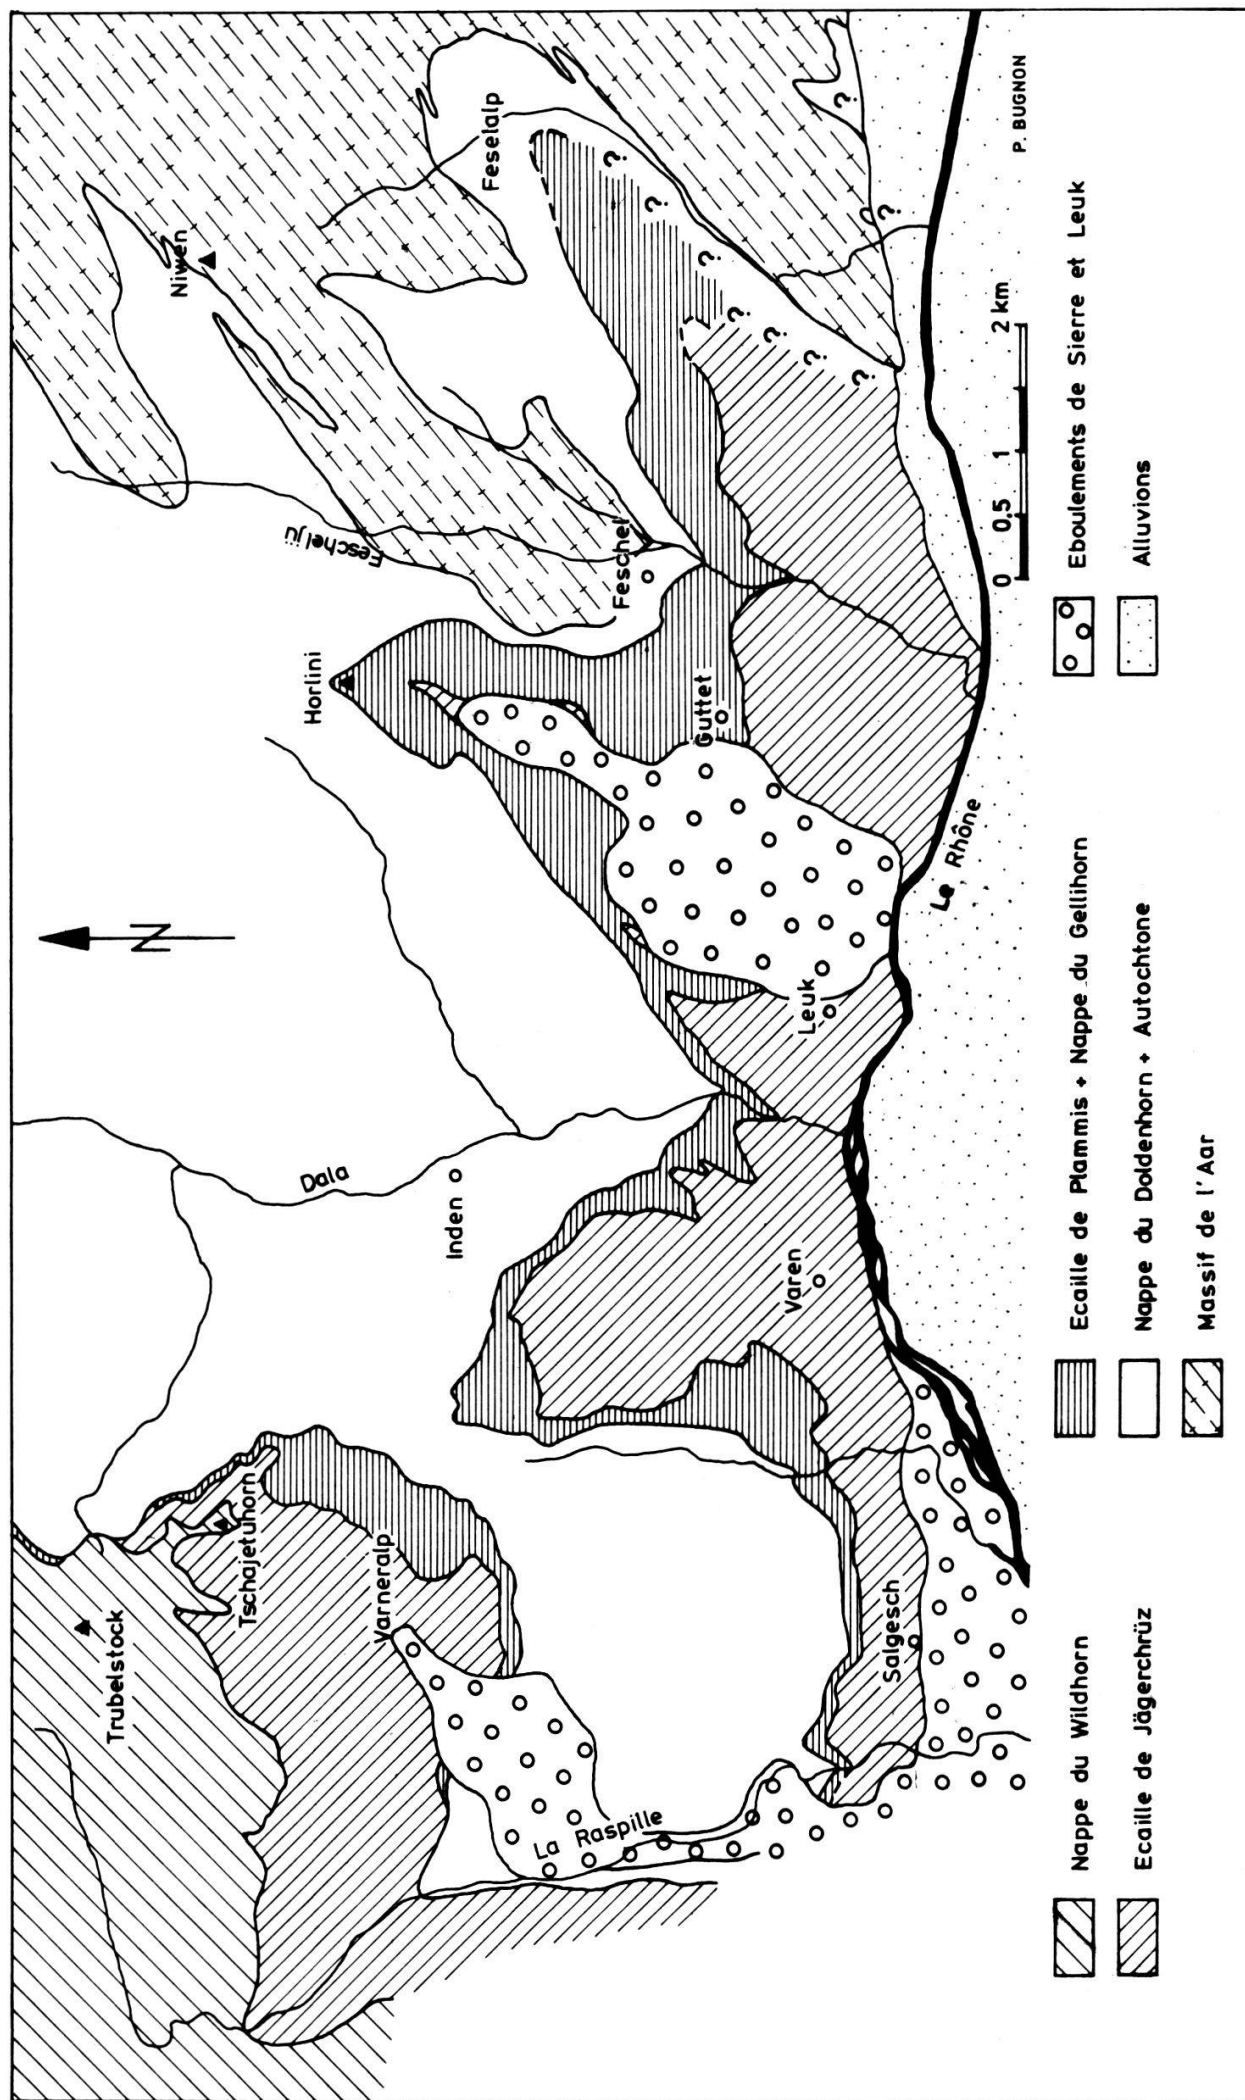 Trubelstock
Tschajetuhorn
Varneralp
La Raspille
Salgesch
Varen
Inden
Dala
N
Leuk
Le Rhône
Horlini
Guttet
Feschel
Fescheljü
Niwen
Feselalp
?
?
?
?
?
?
?
?
?
0 0,5 1 2 km
P. BUGNON
Nappe du Wildhorn
Ecaille de Jägerchrüz
Ecaille de Plammis + Nappe du Gellihorn
Nappe du Doldenhorn + Autochtone
Massif de l'Aar
Eboulements de Sierre et Leuk
Alluvions